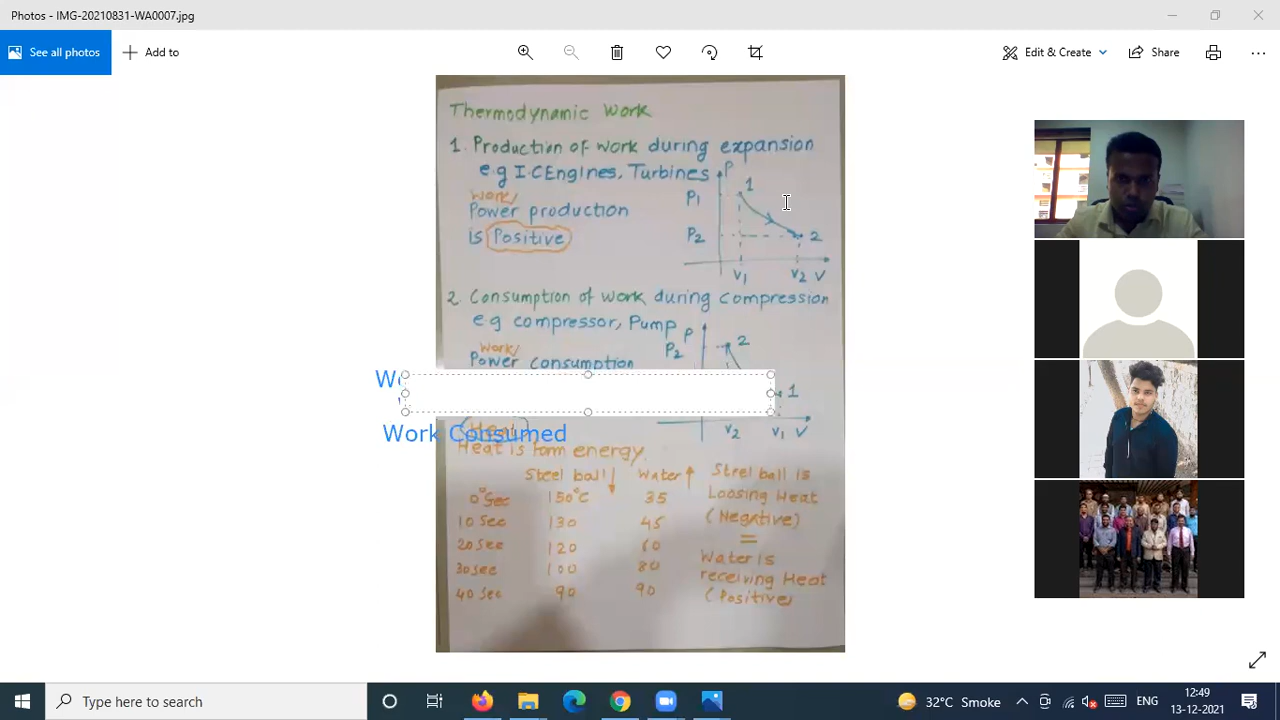 Photos - IMG-20210831-WA0007.jpg
See all photos
Add to
Edit & Create
Share
Thermodynamic Work
1. Production of work during expansion
e.g I.C Engines, Turbines
P
Work/
Power production
is Positive
P1
1
P2
2
V1
V2
V
2. Consumption of work during compression
e g compressor, Pump
P
Work/
Power consumption
P2
2
1
V2
V1
V
Work Consumed
Heat is form energy.
Steel ball↓ Water↑
0 Sec 150°C 35
10 Sec 130 45
20 Sec 120 60
30 sec 100 80
40 Sec 90 90
Steel ball is
Loosing Heat
(Negative)
=
Water is
receiving Heat
(Positive)
Type here to search
32°C Smoke
ENG
12:49
13-12-2021